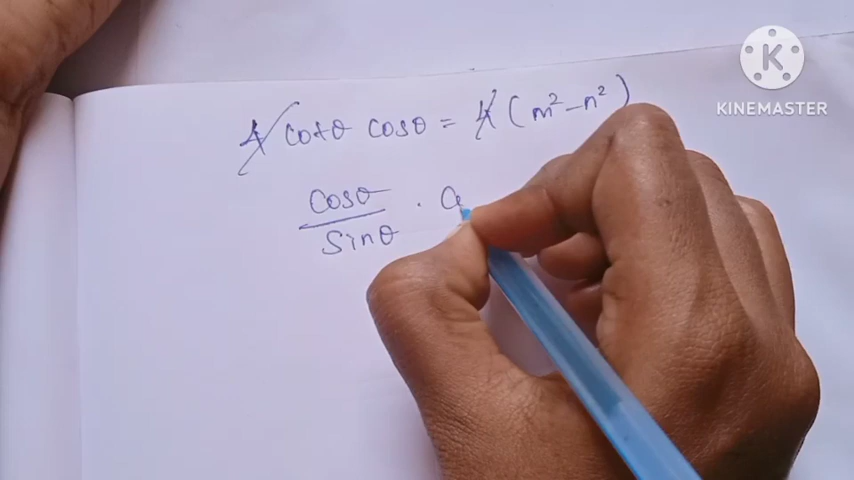 4 cotθ cosθ = 4 (m² - n²)
cosθ / sinθ . C
K
KINEMASTER